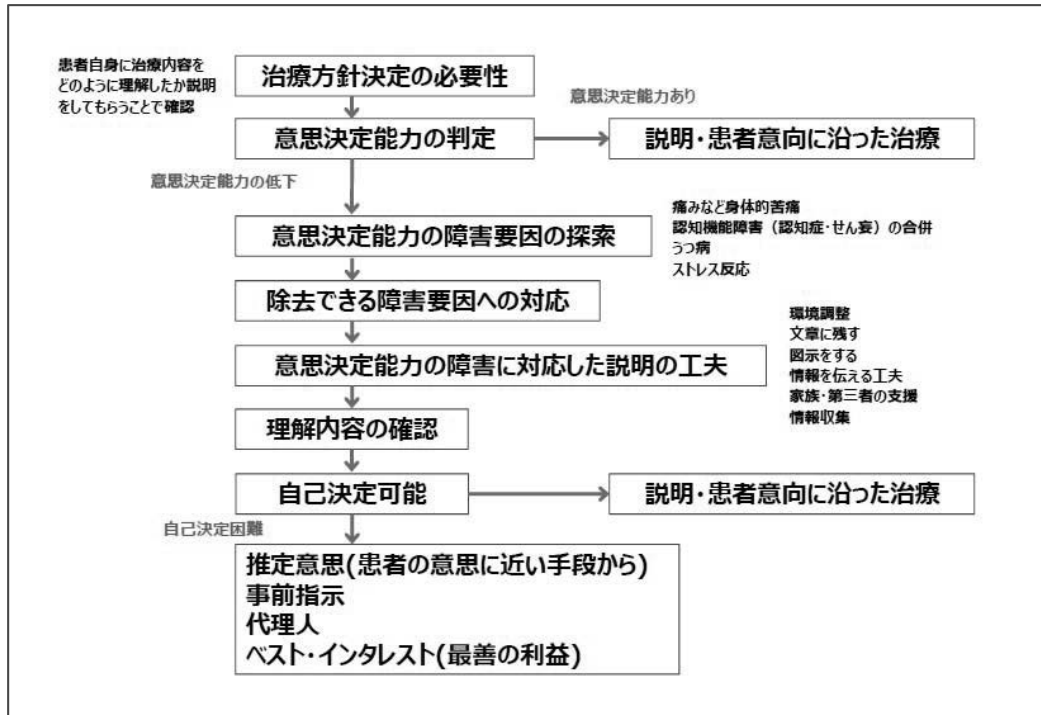 患者自身に治療内容を
どのように理解したか説明
をしてもらうことで確認
治療方針決定の必要性
意思決定能力あり
意思決定能力の判定
説明・患者意向に沿った治療
意思決定能力の低下
痛みなど身体的苦痛
認知機能障害（認知症・せん妄）の合併
うつ病
ストレス反応
意思決定能力の障害要因の探索
除去できる障害要因への対応
環境調整
文章に残す
図示をする
情報を伝える工夫
家族・第三者の支援
情報収集
意思決定能力の障害に対応した説明の工夫
理解内容の確認
自己決定可能
説明・患者意向に沿った治療
自己決定困難
推定意思(患者の意思に近い手段から)
事前指示
代理人
ベスト・インタレスト(最善の利益)